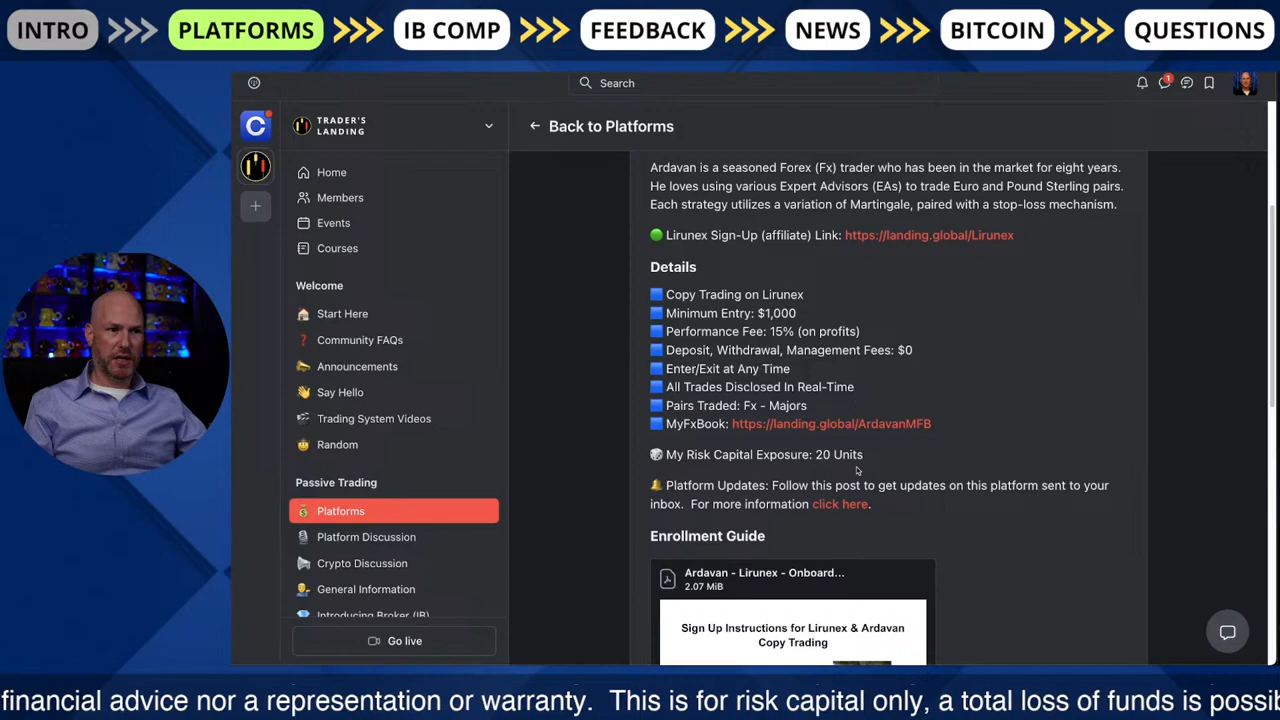 INTRO
PLATFORMS
IB COMP
FEEDBACK
NEWS
BITCOIN
QUESTIONS
Search
1
C
TRADER'S
LANDING
Back to Platforms
Home
Members
Events
Courses
Welcome
Start Here
Community FAQs
Announcements
Say Hello
Trading System Videos
Random
Passive Trading
Platforms
Platform Discussion
Crypto Discussion
General Information
Introducing Broker (IB)
Go live
Ardavan is a seasoned Forex (Fx) trader who has been in the market for eight years.
He loves using various Expert Advisors (EAs) to trade Euro and Pound Sterling pairs.
Each strategy utilizes a variation of Martingale, paired with a stop-loss mechanism.
Lirunex Sign-Up (affiliate) Link: https://landing.global/Lirunex
Details
Copy Trading on Lirunex
Minimum Entry: $1,000
Performance Fee: 15% (on profits)
Deposit, Withdrawal, Management Fees: $0
Enter/Exit at Any Time
All Trades Disclosed In Real-Time
Pairs Traded: Fx - Majors
MyFxBook: https://landing.global/ArdavanMFB
My Risk Capital Exposure: 20 Units
Platform Updates: Follow this post to get updates on this platform sent to your
inbox. For more information click here.
Enrollment Guide
Ardavan - Lirunex - Onboard...
2.07 MiB
Sign Up Instructions for Lirunex & Ardavan
Copy Trading
financial advice nor a representation or warranty. This is for risk capital only, a total loss of funds is possib